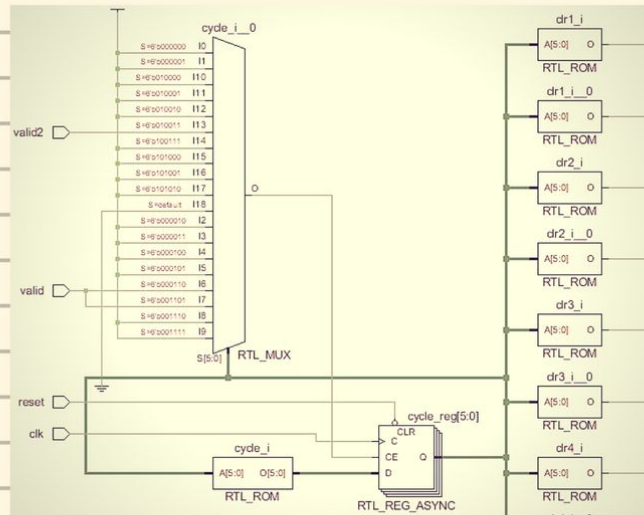 cycle_i__0
S=6'b000000 I0
S=6'b000001 I1
S=6'b010000 I10
S=6'b010001 I11
S=6'b010010 I12
S=6'b010011 I13
S=6'b100111 I14
S=6'b101000 I15
S=6'b101001 I16
S=6'b101010 I17
S=default I18
S=6'b000010 I2
S=6'b000011 I3
S=6'b000100 I4
S=6'b000101 I5
S=6'b000110 I6
S=6'b001101 I7
S=6'b001110 I8
S=6'b001111 I9
O
S[5:0]
RTL_MUX
valid2
valid
reset
clk
cycle_i
A[5:0] O[5:0]
RTL_ROM
cycle_reg[5:0]
CLR
C
CE Q
D
RTL_REG_ASYNC
dr1_i
A[5:0] O
RTL_ROM
dr1_i__0
A[5:0] O
RTL_ROM
dr2_i
A[5:0] O
RTL_ROM
dr2_i__0
A[5:0] O
RTL_ROM
dr3_i
A[5:0] O
RTL_ROM
dr3_i__0
A[5:0] O
RTL_ROM
dr4_i
A[5:0] O
RTL_ROM